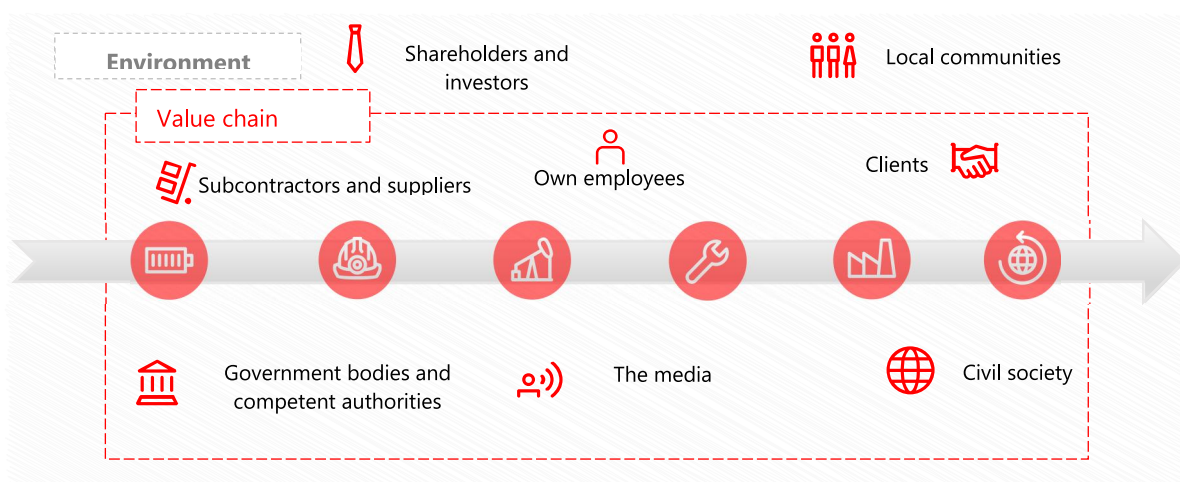 Environment
Shareholders and
investors
Local communities
Value chain
Subcontractors and suppliers
Own employees
Clients
Government bodies and
competent authorities
The media
Civil society